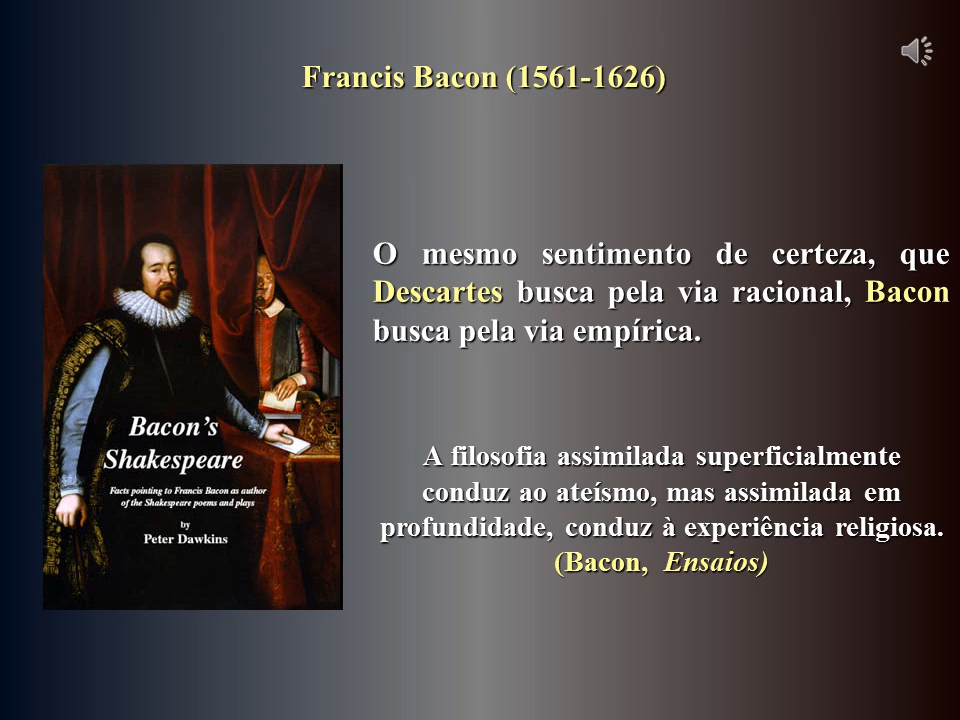 Francis Bacon (1561-1626)
O mesmo sentimento de certeza, que
Descartes busca pela via racional, Bacon
busca pela via empírica.
Bacon's
Shakespeare
Facts pointing to Francis Bacon as author
of the Shakespeare poems and plays
by
Peter Dawkins
A filosofia assimilada superficialmente
conduz ao ateísmo, mas assimilada em
profundidade, conduz à experiência religiosa.
(Bacon, Ensaios)